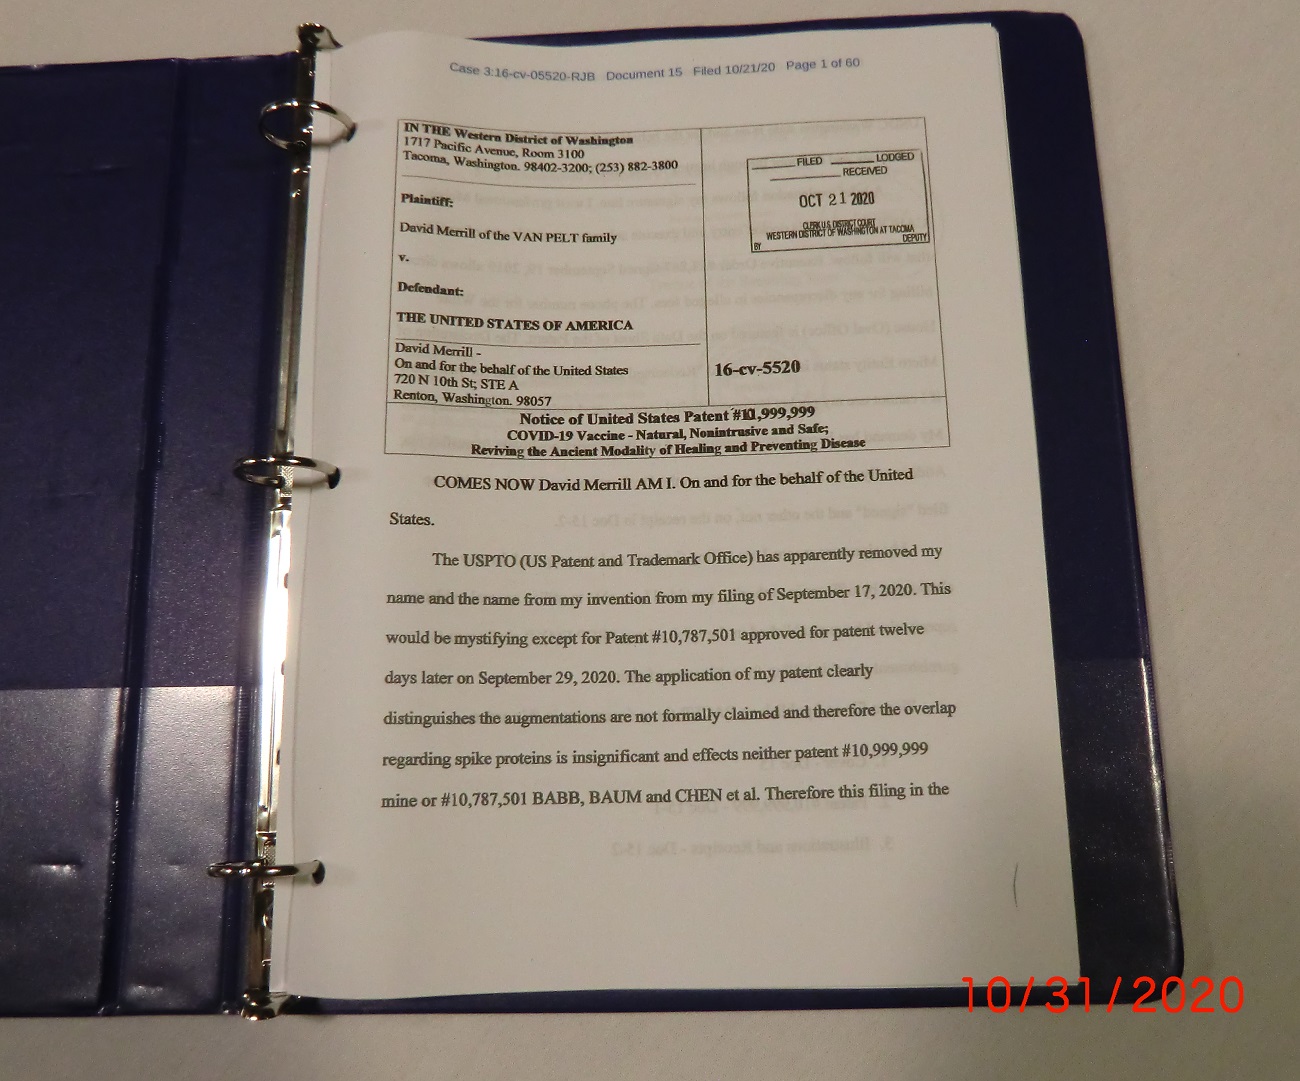 Case 3:16-cv-05520-RJB Document 15 Filed 10/21/20 Page 1 of 60
IN THE Western District of Washington
1717 Pacific Avenue, Room 3100
Tacoma, Washington. 98402-3200; (253) 882-3800
Plaintiff:
David Merrill of the VAN PELT family
v.
Defendant:
THE UNITED STATES OF AMERICA
David Merrill -
On and for the behalf of the United States
720 N 10th St; STE A
Renton, Washington. 98057
FILED LODGED
RECEIVED
OCT 21 2020
CLERK U.S. DISTRICT COURT
WESTERN DISTRICT OF WASHINGTON AT TACOMA
BY DEPUTY
16-cv-5520
Notice of United States Patent ,999,999
COVID-19 Vaccine - Natural, Nonintrusive and Safe;
Reviving the Ancient Modality of Healing and Preventing Disease
COMES NOW David Merrill AM I. On and for the behalf of the United
States.
The USPTO (US Patent and Trademark Office) has apparently removed my
name and the name from my invention from my filing of September 17, 2020. This
would be mystifying except for Patent #10,787,501 approved for patent twelve
days later on September 29, 2020. The application of my patent clearly
distinguishes the augmentations are not formally claimed and therefore the overlap
regarding spike proteins is insignificant and effects neither patent #10,999,999
mine or #10,787,501 BABB, BAUM and CHEN et al. Therefore this filing in the
10/31/2020